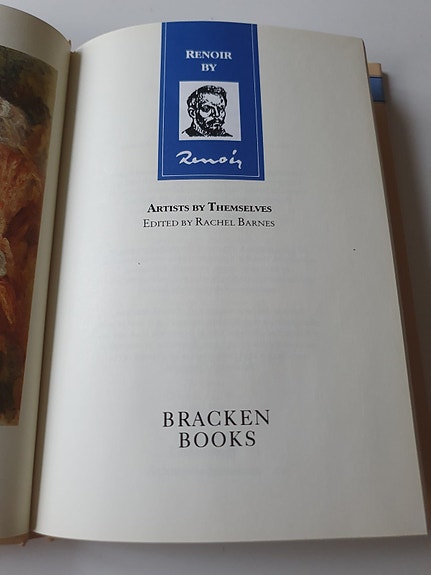 RENOIR
BY
Renoir
ARTISTS BY THEMSELVES
EDITED BY RACHEL BARNES
BRACKEN
BOOKS